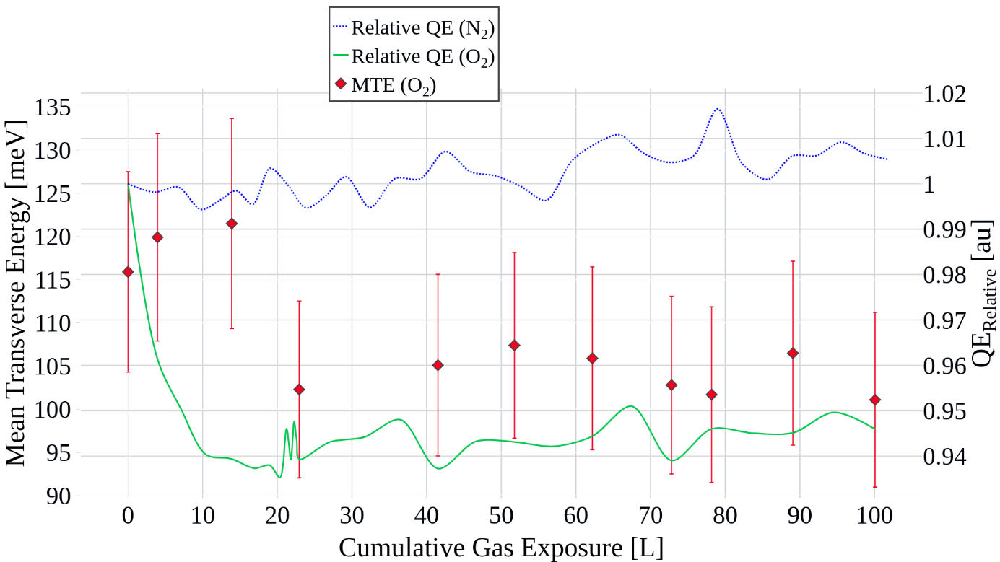 Relative QE (N₂)
Relative QE (O₂)
MTE (O₂)
Mean Transverse Energy [meV]
135
130
125
120
115
110
105
100
95
90
1.02
1.01
1
0.99
0.98
0.97
0.96
0.95
0.94
QE_Relative [au]
0 10 20 30 40 50 60 70 80 90 100
Cumulative Gas Exposure [L]